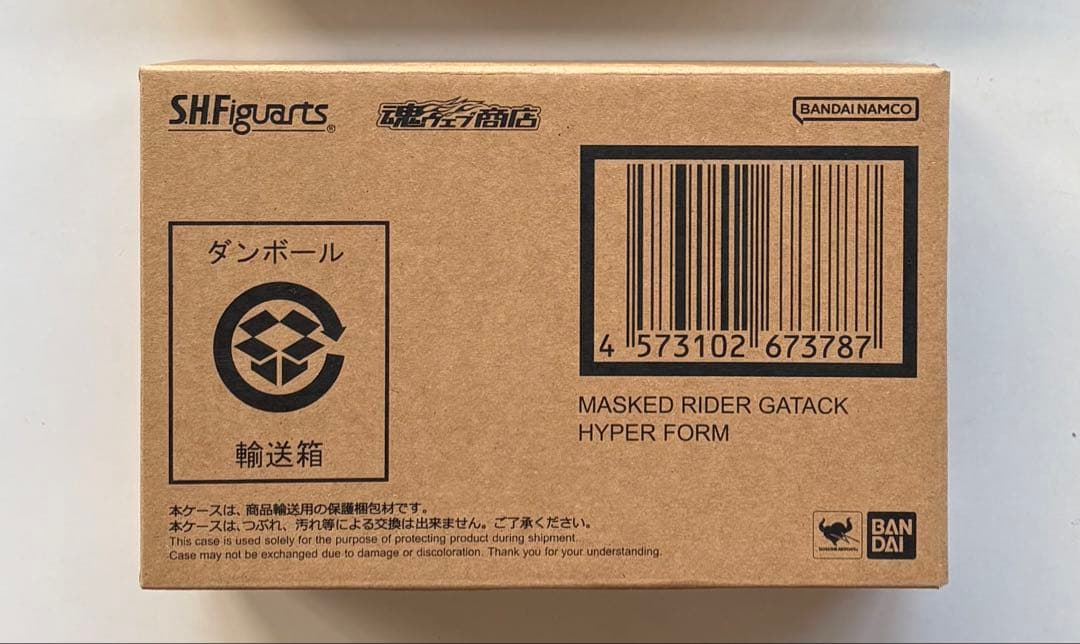 S.H.Figuarts®
魂ウェブ商店
BANDAI NAMCO
ダンボール
輸送箱
4 573102 673787
MASKED RIDER GATACK
HYPER FORM
本ケースは、商品輸送用の保護梱包材です。
本ケースは、つぶれ、汚れ等による交換は出来ません。ご了承ください。
This case is used solely for the purpose of protecting product during shipment.
Case may not be exchanged due to damage or discoloration. Thank you for your understanding.
BAN
DAI